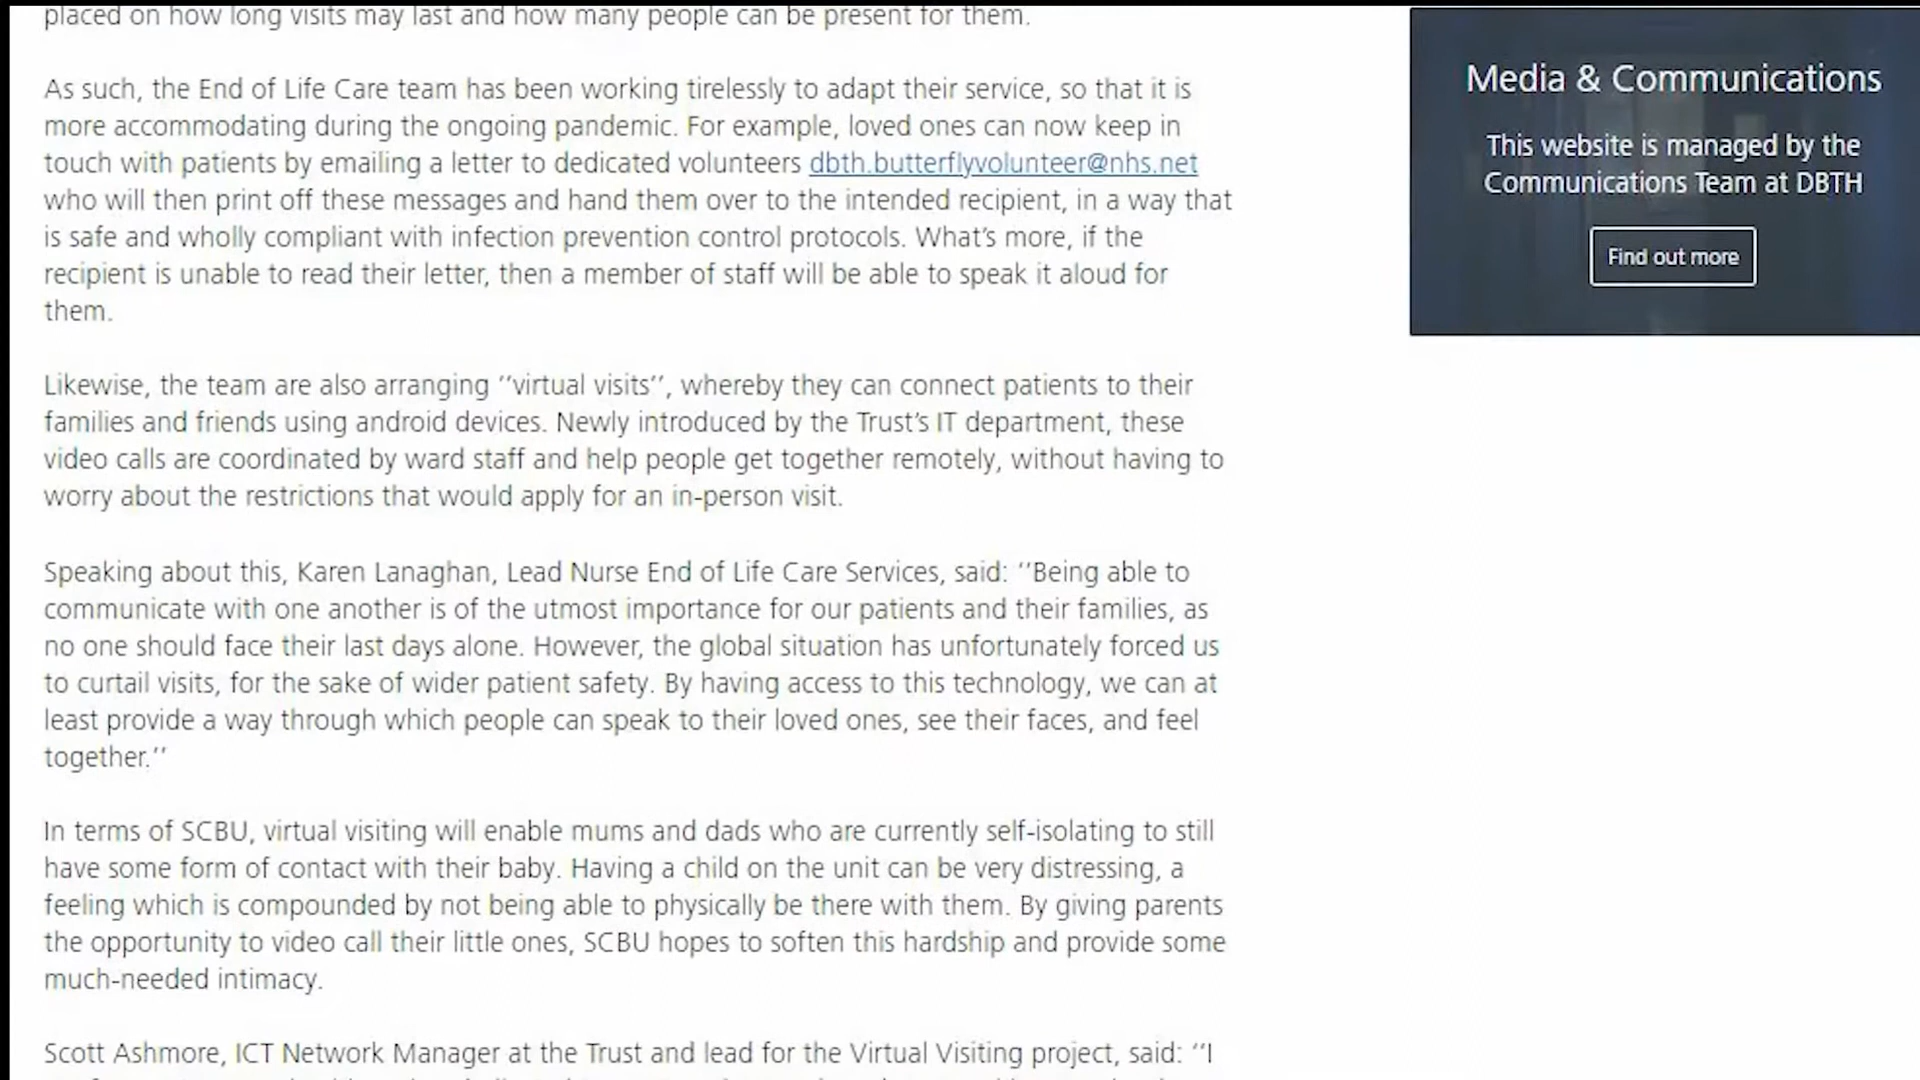 placed on how long visits may last and how many people can be present for them.
As such, the End of Life Care team has been working tirelessly to adapt their service, so that it is
more accommodating during the ongoing pandemic. For example, loved ones can now keep in
touch with patients by emailing a letter to dedicated volunteers dbth.butterflyvolunteer@nhs.net
who will then print off these messages and hand them over to the intended recipient, in a way that
is safe and wholly compliant with infection prevention control protocols. What’s more, if the
recipient is unable to read their letter, then a member of staff will be able to speak it aloud for
them.
Likewise, the team are also arranging ‘‘virtual visits’’, whereby they can connect patients to their
families and friends using android devices. Newly introduced by the Trust’s IT department, these
video calls are coordinated by ward staff and help people get together remotely, without having to
worry about the restrictions that would apply for an in-person visit.
Speaking about this, Karen Lanaghan, Lead Nurse End of Life Care Services, said: ‘‘Being able to
communicate with one another is of the utmost importance for our patients and their families, as
no one should face their last days alone. However, the global situation has unfortunately forced us
to curtail visits, for the sake of wider patient safety. By having access to this technology, we can at
least provide a way through which people can speak to their loved ones, see their faces, and feel
together.’’
In terms of SCBU, virtual visiting will enable mums and dads who are currently self-isolating to still
have some form of contact with their baby. Having a child on the unit can be very distressing, a
feeling which is compounded by not being able to physically be there with them. By giving parents
the opportunity to video call their little ones, SCBU hopes to soften this hardship and provide some
much-needed intimacy.
Scott Ashmore, ICT Network Manager at the Trust and lead for the Virtual Visiting project, said: ‘‘I
Media & Communications
This website is managed by the
Communications Team at DBTH
Find out more